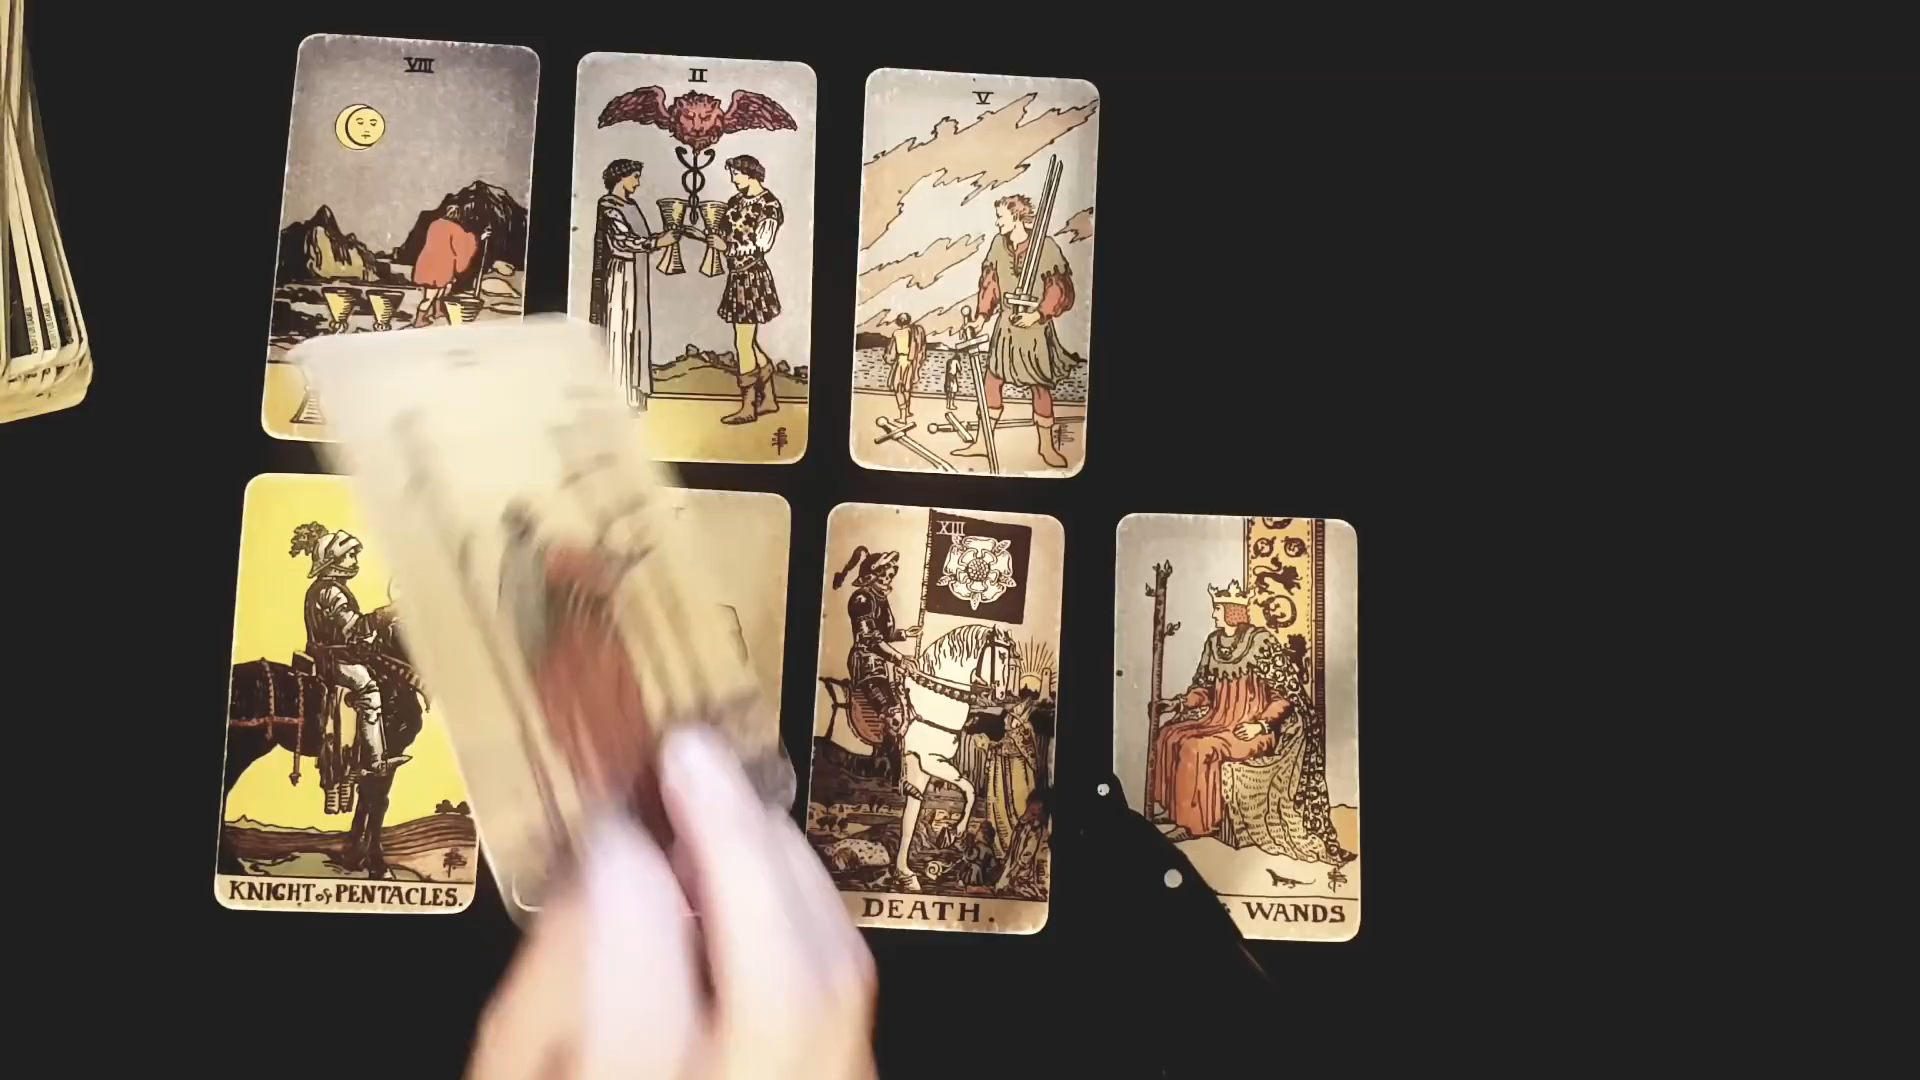 VIII
II
V
XIII
KNIGHT of PENTACLES.
DEATH.
WANDS